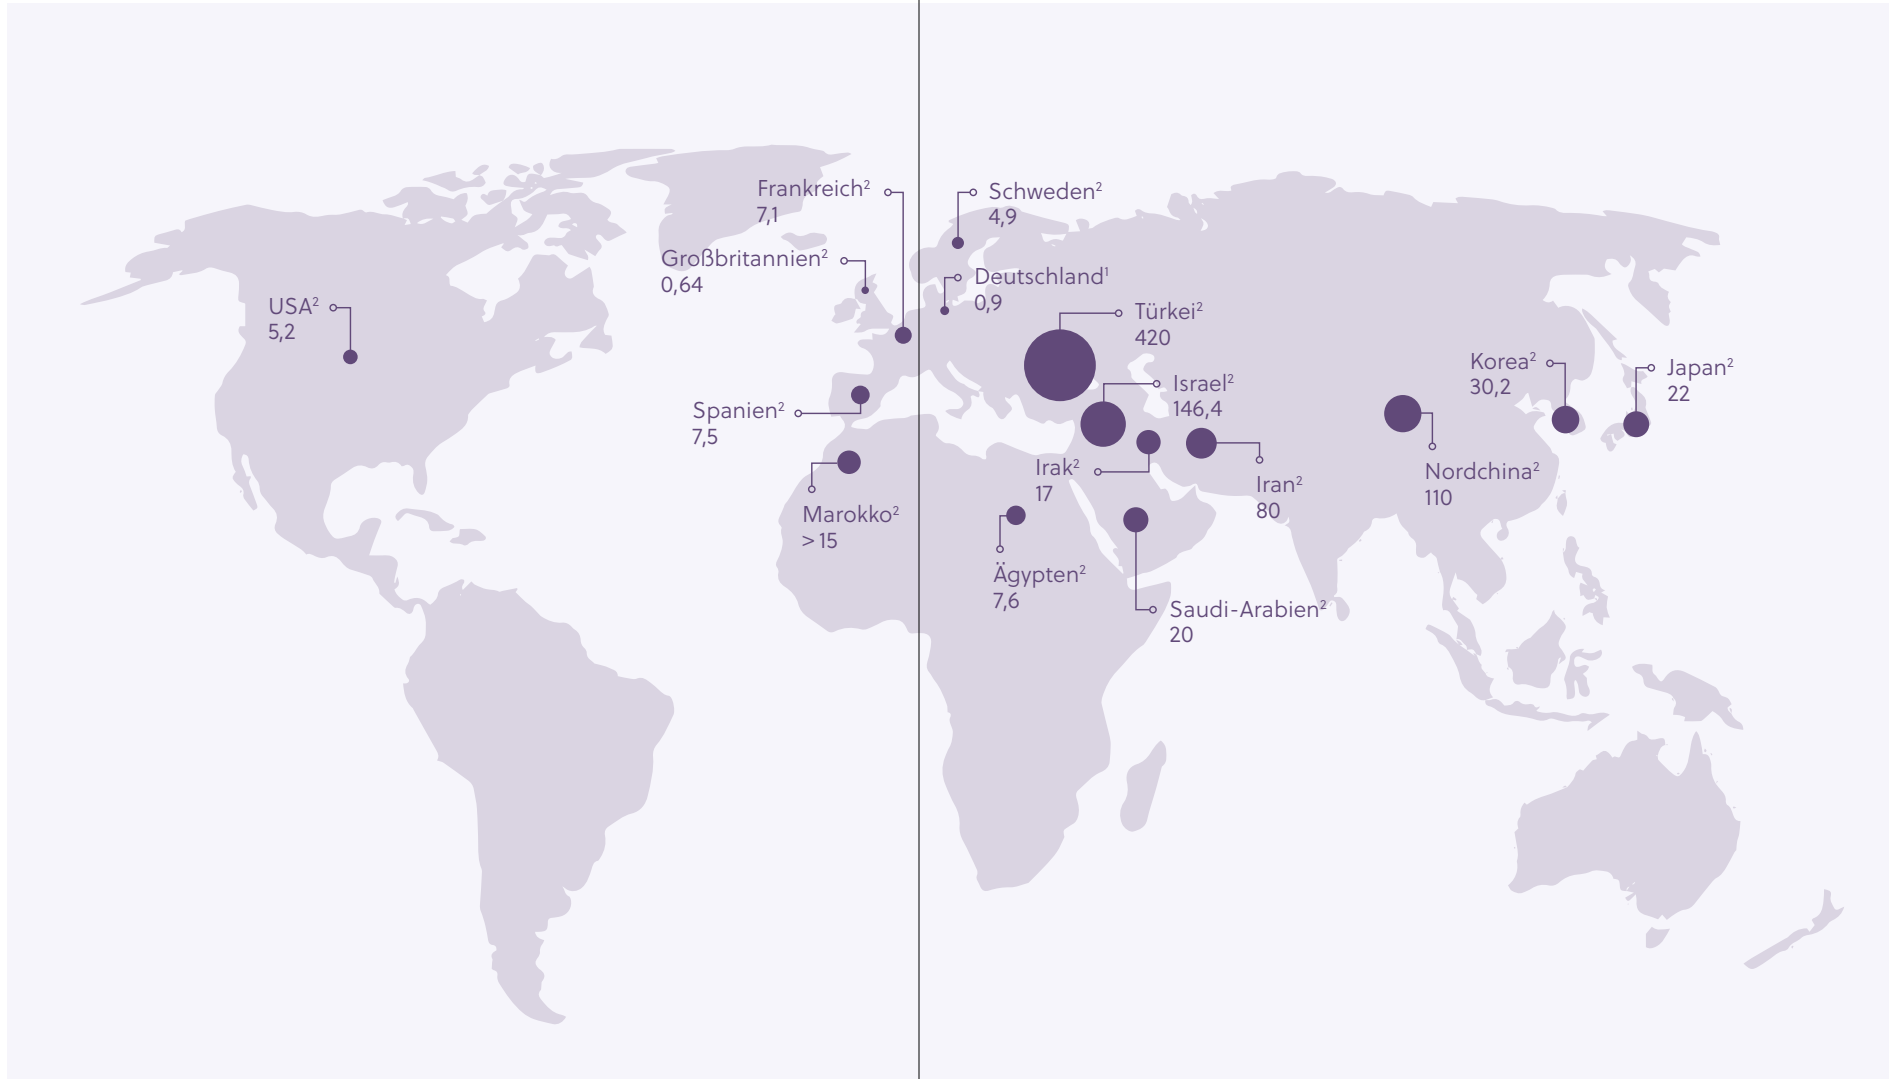 Frankreich²
7,1
Schweden²
4,9
Großbritannien²
0,64
Deutschland¹
0,9
USA²
5,2
Türkei²
420
Israel²
146,4
Korea²
30,2
Japan²
22
Spanien²
7,5
Irak²
17
Iran²
80
Nordchina²
110
Marokko²
> 15
Ägypten²
7,6
Saudi-Arabien²
20